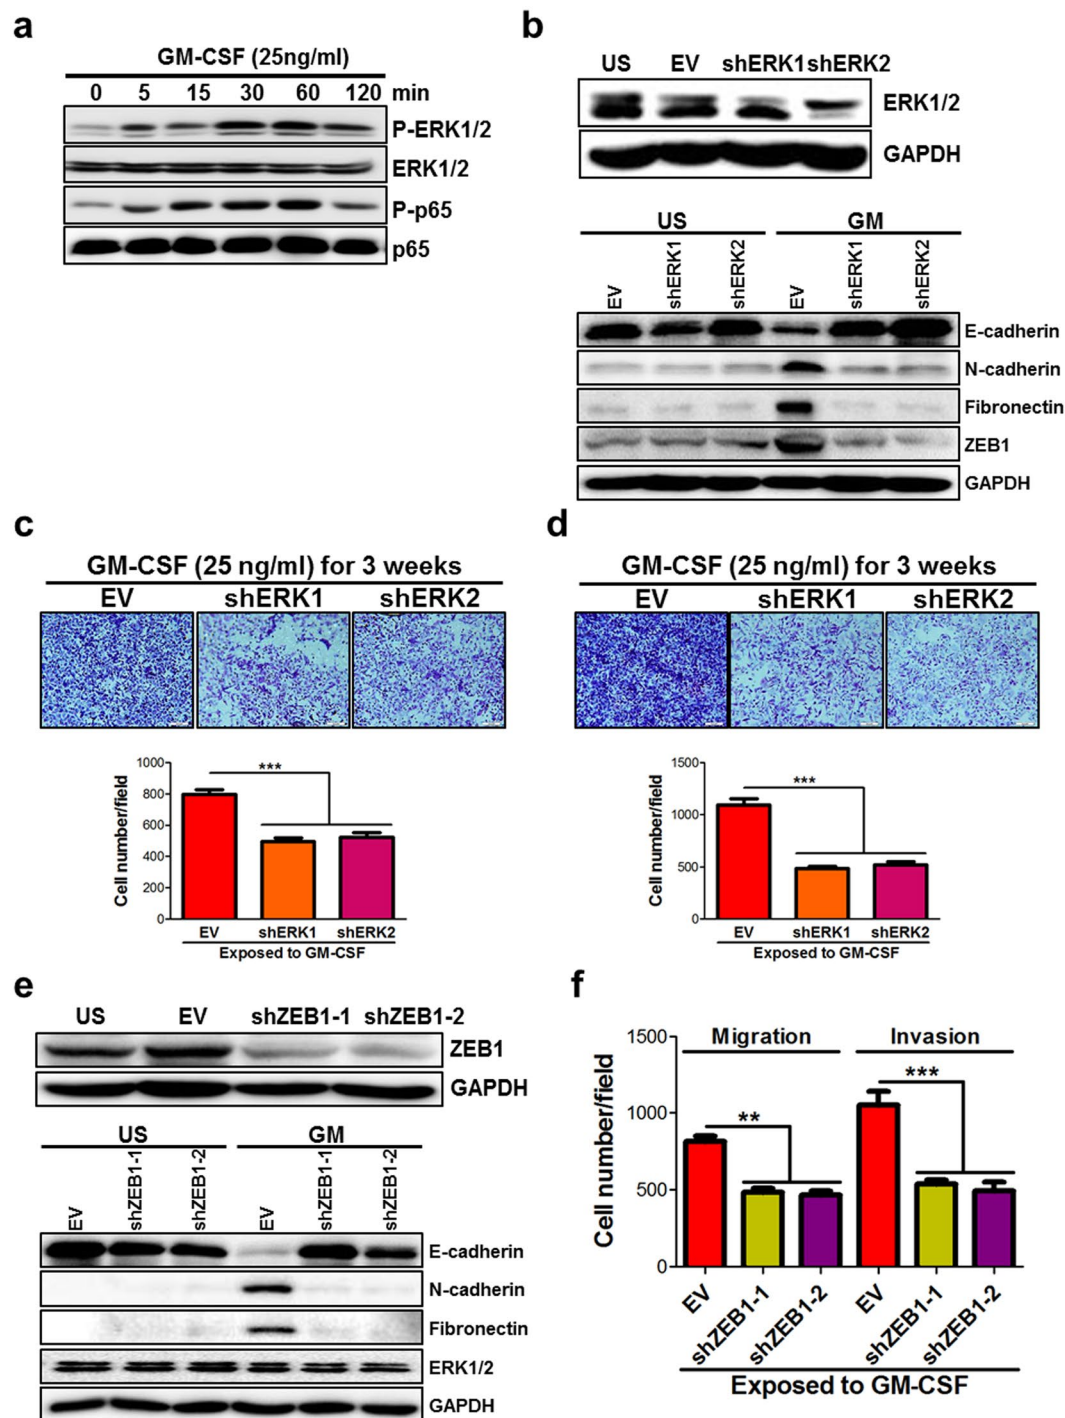 a
GM-CSF (25ng/ml)
0 5 15 30 60 120 min
P-ERK1/2
ERK1/2
P-p65
p65
b
US EV shERK1 shERK2
ERK1/2
GAPDH
US GM
EV shERK1 shERK2 EV shERK1 shERK2
E-cadherin
N-cadherin
Fibronectin
ZEB1
GAPDH
c
GM-CSF (25 ng/ml) for 3 weeks
EV shERK1 shERK2
Cell number/field
1000
800
600
400
200
0
***
EV shERK1 shERK2
Exposed to GM-CSF
d
GM-CSF (25 ng/ml) for 3 weeks
EV shERK1 shERK2
Cell number/field
1500
1000
500
0
***
EV shERK1 shERK2
Exposed to GM-CSF
e
US EV shZEB1-1 shZEB1-2
ZEB1
GAPDH
US GM
EV shZEB1-1 shZEB1-2 EV shZEB1-1 shZEB1-2
E-cadherin
N-cadherin
Fibronectin
ERK1/2
GAPDH
f
Cell number/field
1500
1000
500
0
Migration Invasion
** ***
EV shZEB1-1 shZEB1-2 EV shZEB1-1 shZEB1-2
Exposed to GM-CSF